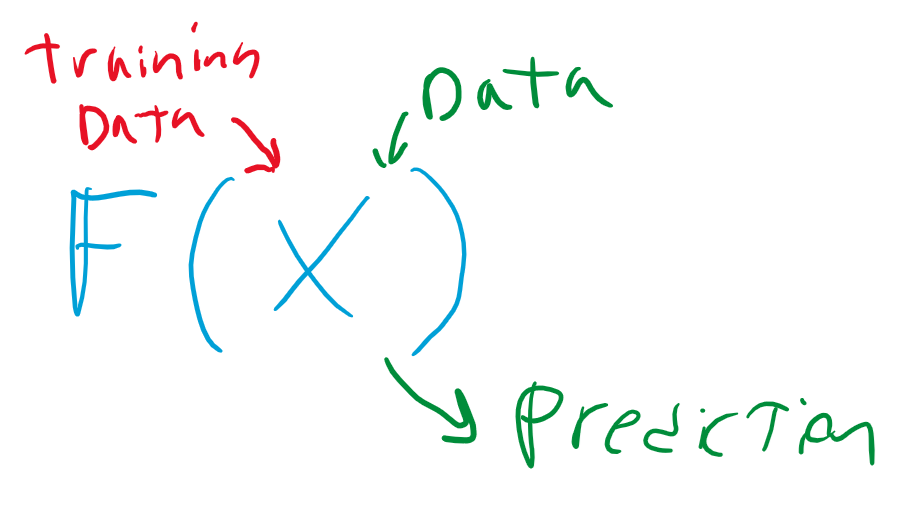 training
Data
Data
F(X)
Prediction